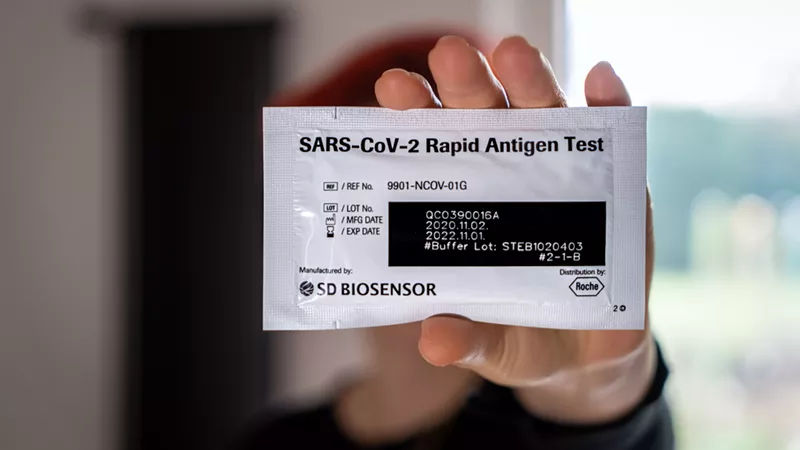 SARS-CoV-2 Rapid Antigen Test
REF / REF No. 9901-NCOV-01G
LOT / LOT No. QC0390016A
/ MFG DATE 2020.11.02.
/ EXP DATE 2022.11.01.
#Buffer Lot: STEB1020403
#2-1-B
Manufactured by:
SD BIOSENSOR
Distribution by:
Roche
2